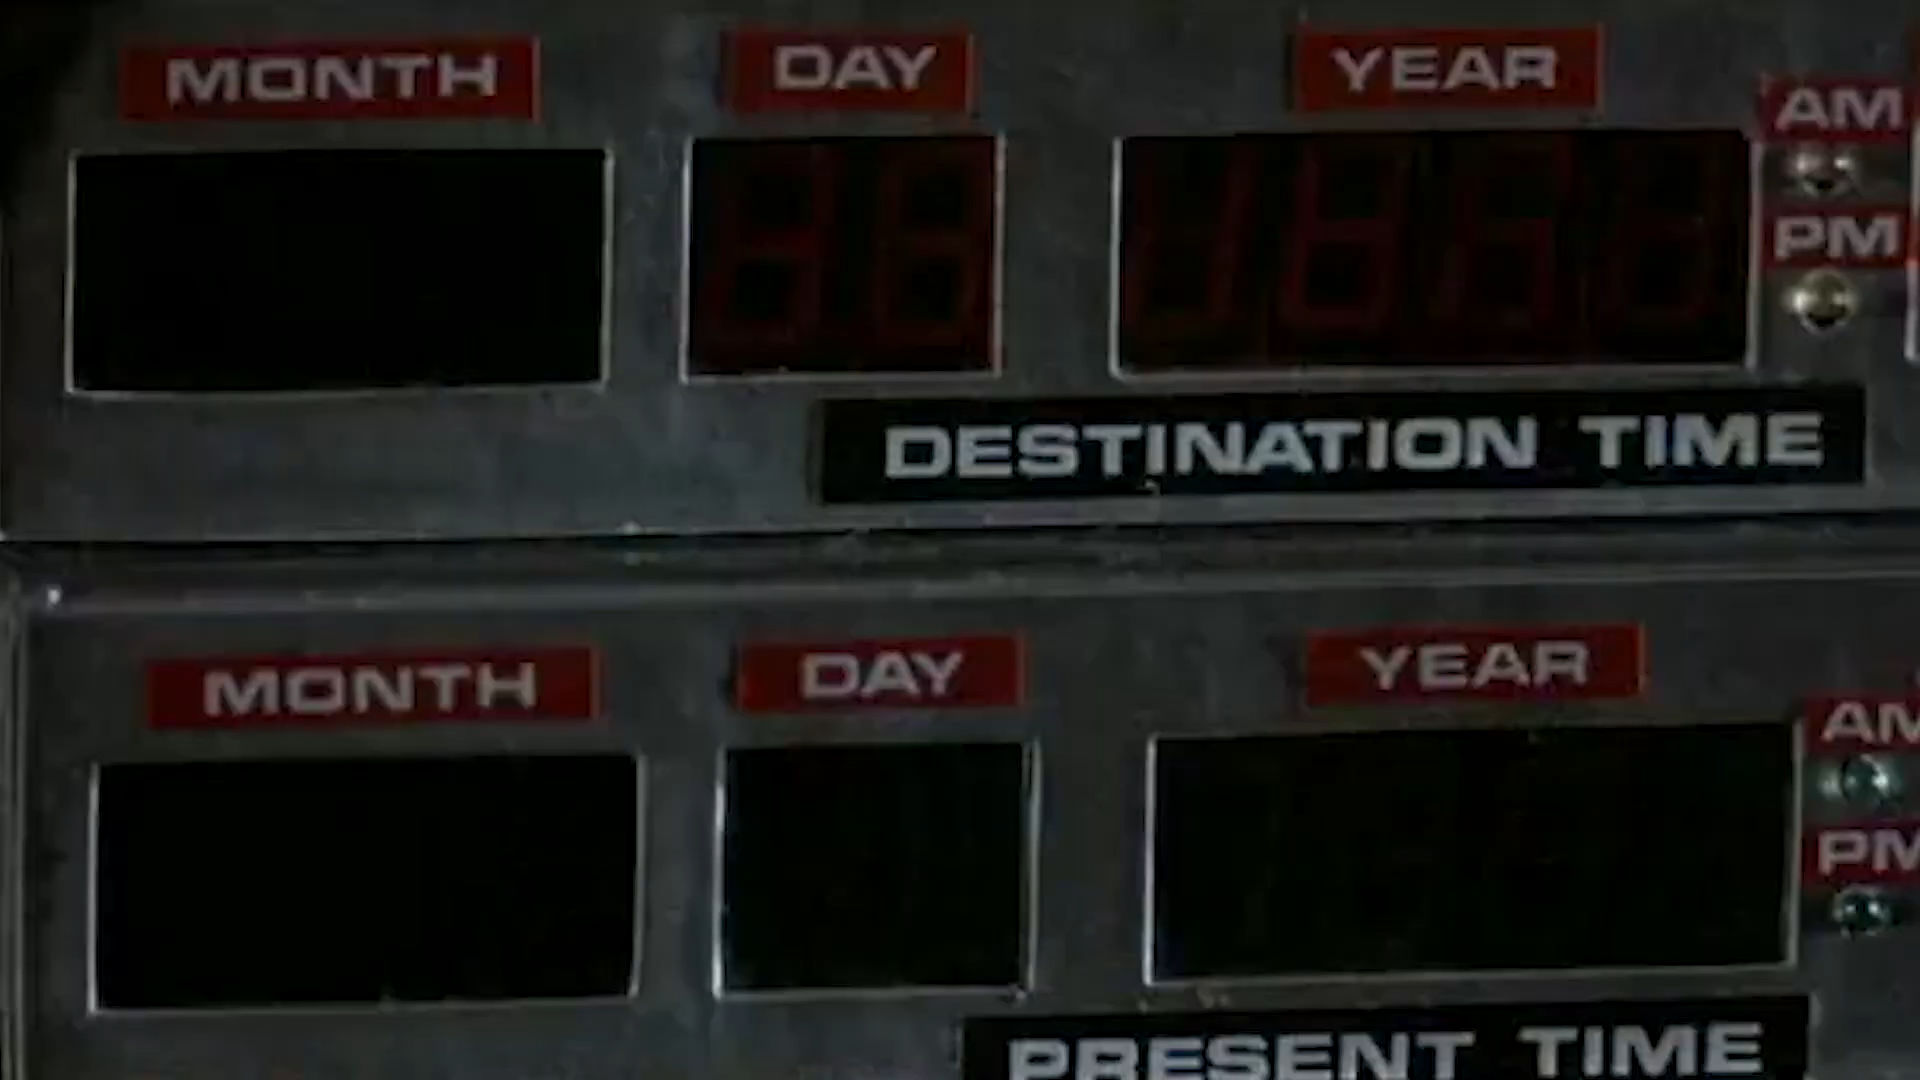 MONTH DAY YEAR
AM
PM
DESTINATION TIME
MONTH DAY YEAR
AM
PM
PRESENT TIME